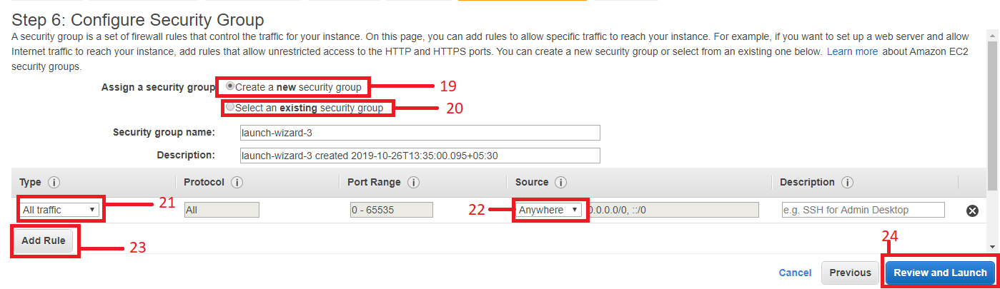 Step 6: Configure Security Group
A security group is a set of firewall rules that control the traffic for your instance. On this page, you can add rules to allow specific traffic to reach your instance. For example, if you want to set up a web server and allow
Internet traffic to reach your instance, add rules that allow unrestricted access to the HTTP and HTTPS ports. You can create a new security group or select from an existing one below. Learn more about Amazon EC2
security groups.
Assign a security group Create a new security group 19
Select an existing security group 20
Security group name: launch-wizard-3
Description: launch-wizard-3 created 2019-10-26T13:35:00.095+05:30
Type i Protocol i Port Range i Source i Description i
All traffic 21 All 0 - 65535 22 Anywhere 0.0.0.0/0, ::/0 e.g. SSH for Admin Desktop
Add Rule 23
24
Cancel Previous Review and Launch